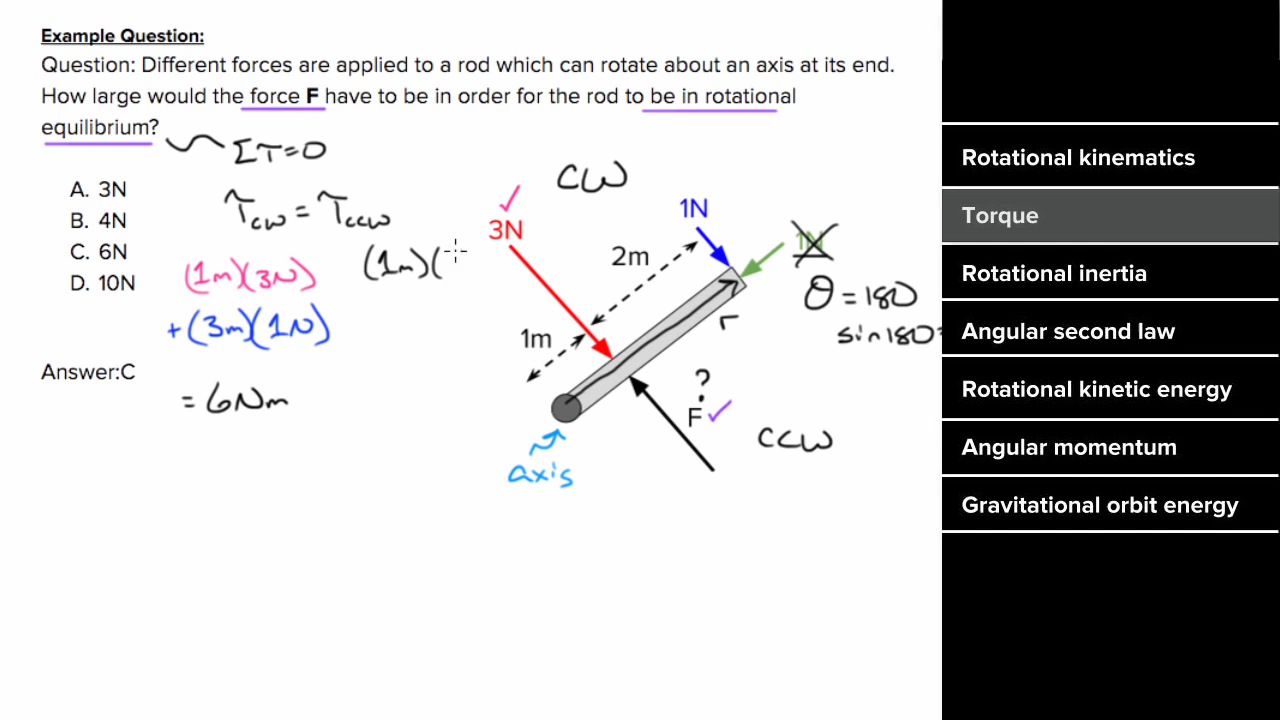 Example Question:
Question: Different forces are applied to a rod which can rotate about an axis at its end.
How large would the force F have to be in order for the rod to be in rotational
equilibrium?
Στ=0
A. 3N
B. 4N
C. 6N
D. 10N
τcw = τccw
(1m)(3N)
(1m)(
+(3m)(1N)
Answer:C
= 6Nm
CW
3N
1N
1N
2m
1m
θ = 180
sin180=
r
?
F
CCW
axis
Rotational kinematics
Torque
Rotational inertia
Angular second law
Rotational kinetic energy
Angular momentum
Gravitational orbit energy